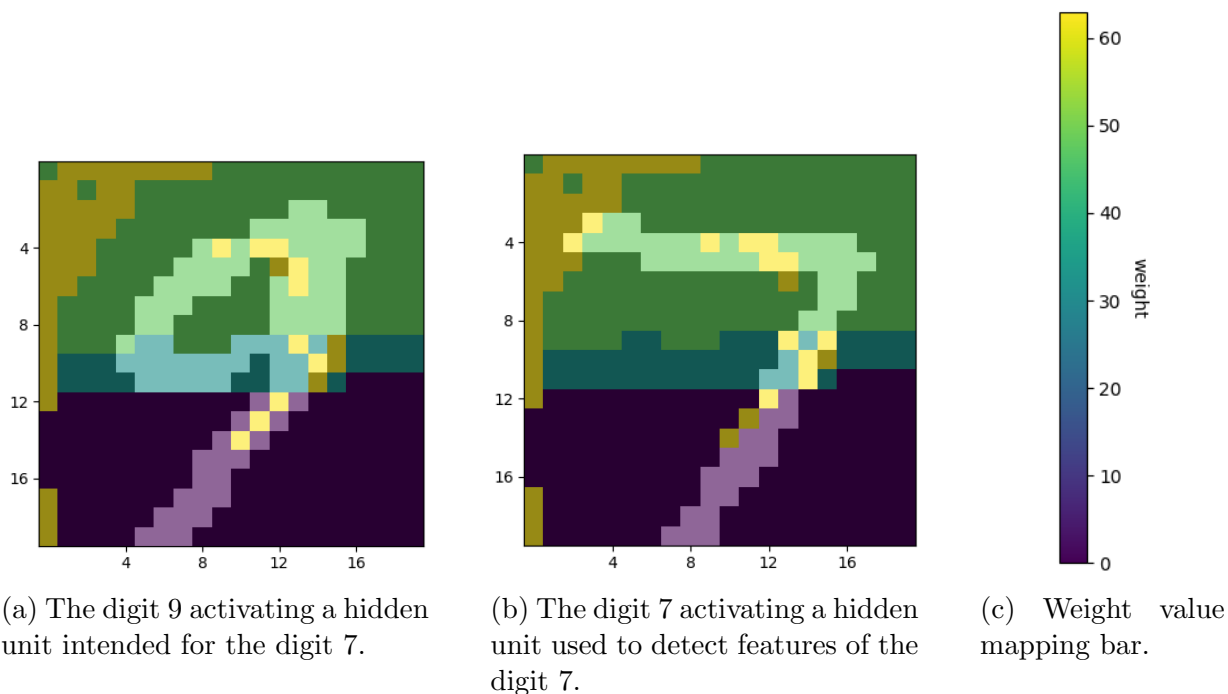 4
8
12
16
4
8
12
16
4
8
12
16
4
8
12
16
60
50
40
30
20
10
0
weight
(a) The digit 9 activating a hidden
unit intended for the digit 7.
(b) The digit 7 activating a hidden
unit used to detect features of the
digit 7.
(c) Weight value
mapping bar.